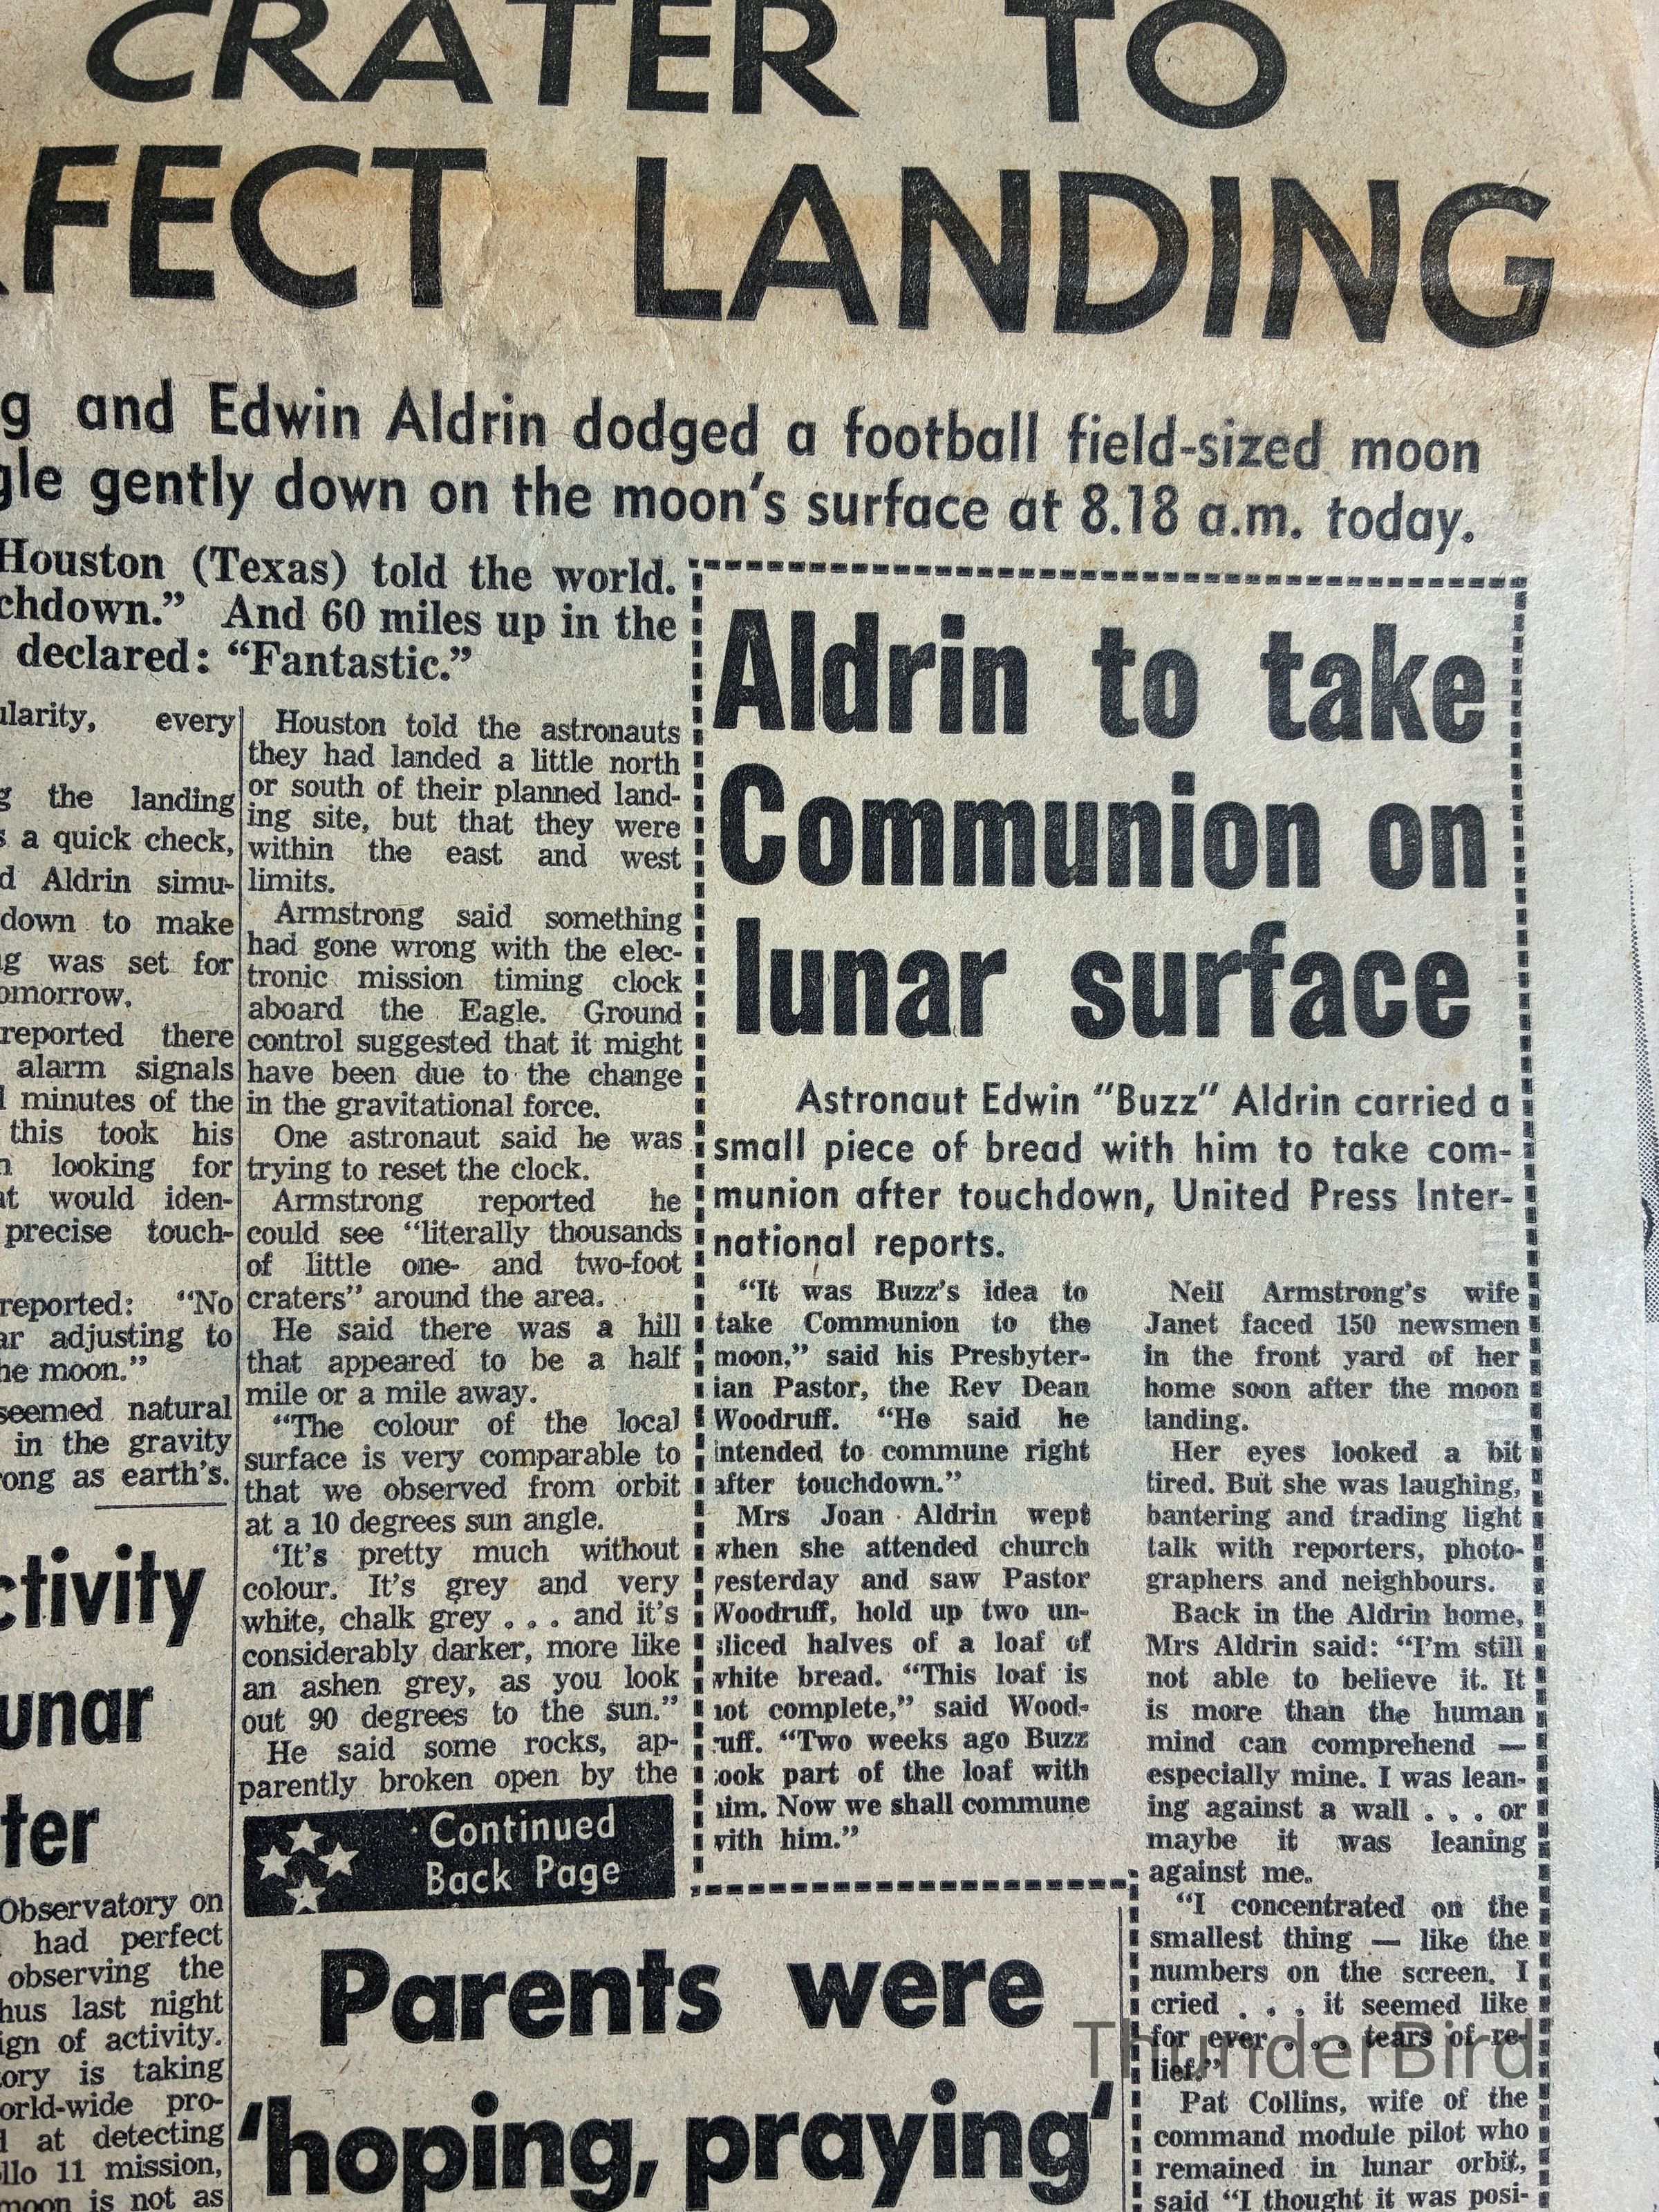 CRATER TO
FECT LANDING
g and Edwin Aldrin dodged a football field-sized moon
gle gently down on the moon's surface at 8.18 a.m. today.
Houston (Texas) told the world.
chdown." And 60 miles up in the
declared: "Fantastic."
ularity, every
g the landing
s a quick check,
d Aldrin simu-
down to make
g was set for
omorrow.
reported there
alarm signals
l minutes of the
this took his
n looking for
at would iden-
precise touch-
reported: "No
ar adjusting to
he moon."
seemed natural
in the gravity
rong as earth's.
ctivity
unar
ter
Observatory on
had perfect
observing the
hus last night
ign of activity.
ory is taking
orld-wide pro-
d at detecting
llo 11 mission,
moon is not as
Houston told the astronauts
they had landed a little north
or south of their planned land-
ing site, but that they were
within the east and west
limits.
Armstrong said something
had gone wrong with the elec-
tronic mission timing clock
aboard the Eagle. Ground
control suggested that it might
have been due to the change
in the gravitational force.
One astronaut said he was
trying to reset the clock.
Armstrong reported he
could see "literally thousands
of little one- and two-foot
craters" around the area.
He said there was a hill
that appeared to be a half
mile or a mile away.
"The colour of the local
surface is very comparable to
that we observed from orbit
at a 10 degrees sun angle.
'It's pretty much without
colour. It's grey and very
white, chalk grey . . . and it's
considerably darker, more like
an ashen grey, as you look
out 90 degrees to the sun."
He said some rocks, ap-
parently broken open by the
Continued
Back Page
Aldrin to take
Communion on
lunar surface
Astronaut Edwin "Buzz" Aldrin carried a
small piece of bread with him to take com-
munion after touchdown, United Press Inter-
national reports.
"It was Buzz's idea to
take Communion to the
moon," said his Presbyter-
ian Pastor, the Rev Dean
Woodruff. "He said he
intended to commune right
after touchdown."
Mrs Joan Aldrin wept
when she attended church
yesterday and saw Pastor
Woodruff, hold up two un-
sliced halves of a loaf of
white bread. "This loaf is
not complete," said Wood-
ruff. "Two weeks ago Buzz
took part of the loaf with
him. Now we shall commune
with him."
Neil Armstrong's wife
Janet faced 150 newsmen
in the front yard of her
home soon after the moon
landing.
Her eyes looked a bit
tired. But she was laughing,
bantering and trading light
talk with reporters, photo-
graphers and neighbours.
Back in the Aldrin home,
Mrs Aldrin said: "I'm still
not able to believe it. It
is more than the human
mind can comprehend —
especially mine. I was lean-
ing against a wall . . . or
maybe it was leaning
against me.
"I concentrated on the
smallest thing — like the
numbers on the screen. I
cried . . . it seemed like
for ever . . . tears of re-
lief."
Pat Collins, wife of the
command module pilot who
remained in lunar orbit,
said "I thought it was posi-
Parents were
'hoping, praying'
ThunderBird